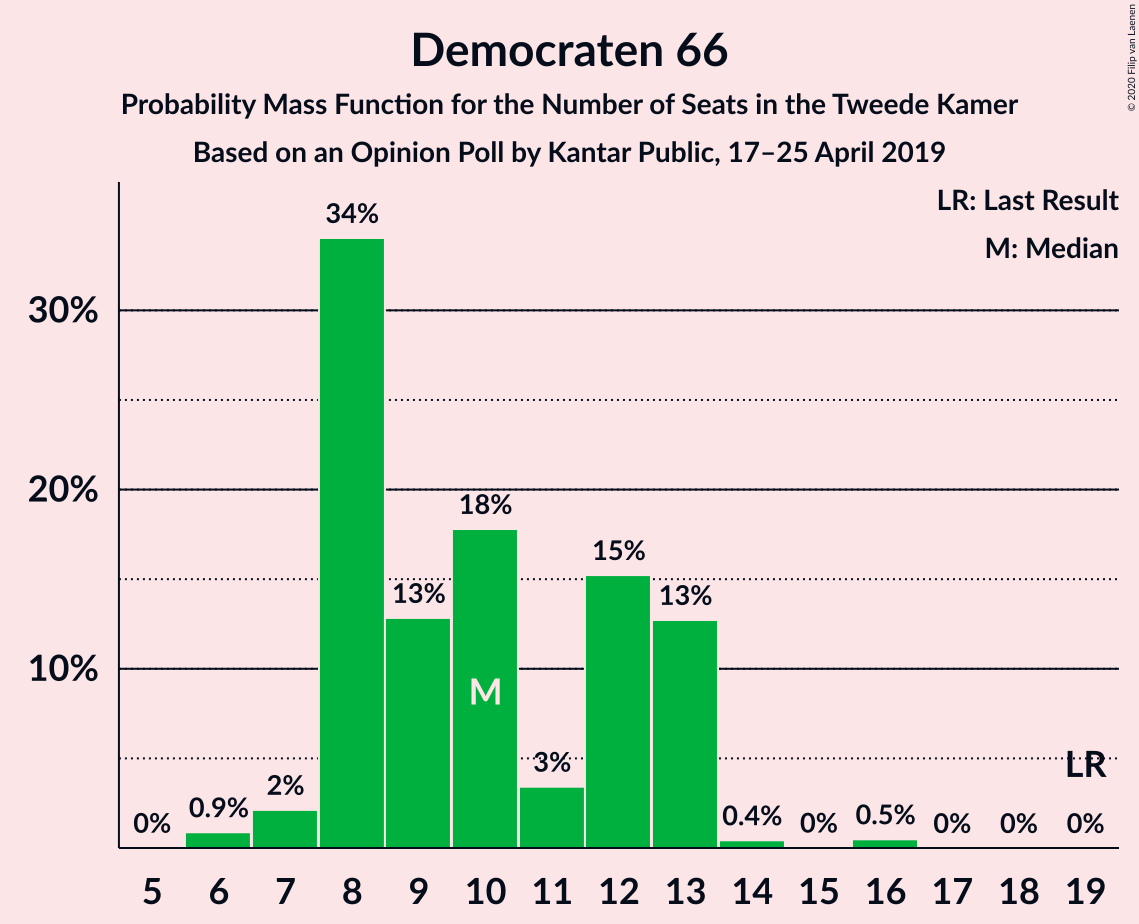 Democraten 66
Probability Mass Function for the Number of Seats in the Tweede Kamer
Based on an Opinion Poll by Kantar Public, 17–25 April 2019
© 2020 Filip van Laenen
LR: Last Result
M: Median
30%
20%
10%
0%
0.9%
2%
34%
13%
18%
3%
15%
13%
0.4%
0%
0.5%
0%
0%
0%
M
LR
5 6 7 8 9 10 11 12 13 14 15 16 17 18 19